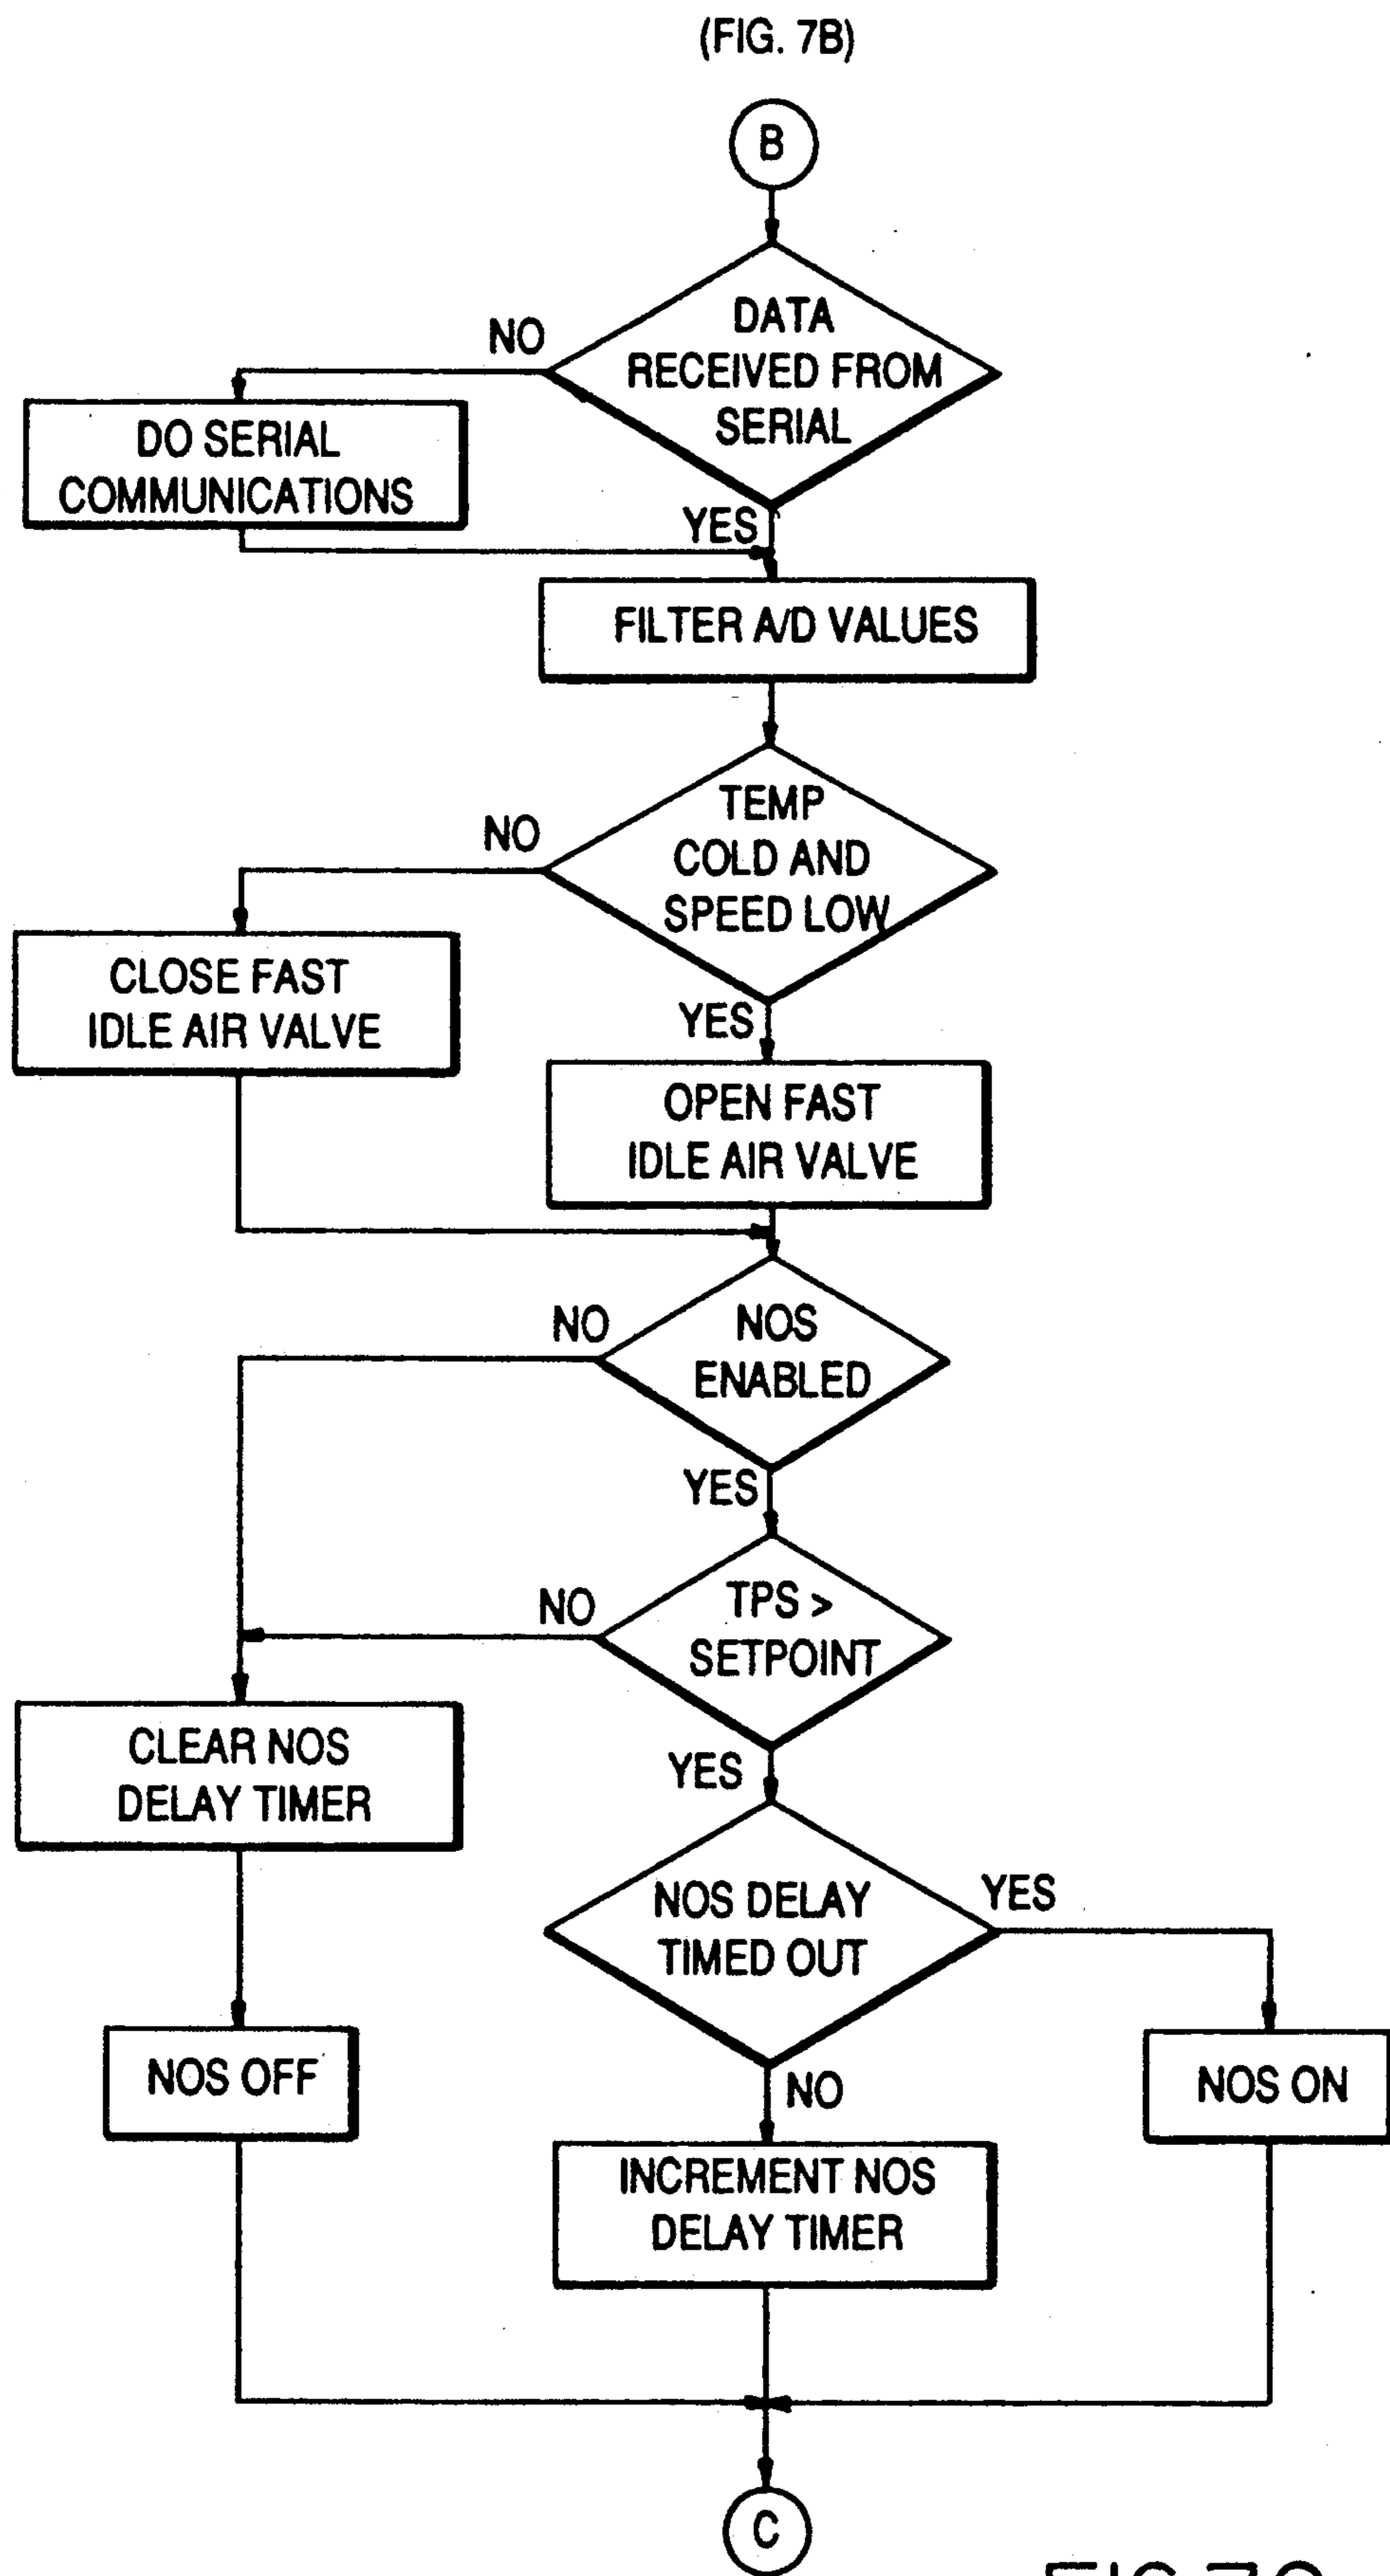 (FIG. 7B)
B
DATA
RECEIVED FROM
SERIAL
NO
DO SERIAL
COMMUNICATIONS
YES
FILTER A/D VALUES
TEMP
COLD AND
SPEED LOW
NO
CLOSE FAST
IDLE AIR VALVE
YES
OPEN FAST
IDLE AIR VALVE
NOS
ENABLED
NO
YES
TPS >
SETPOINT
NO
CLEAR NOS
DELAY TIMER
YES
NOS DELAY
TIMED OUT
YES
NOS OFF
NO
NOS ON
INCREMENT NOS
DELAY TIMER
C